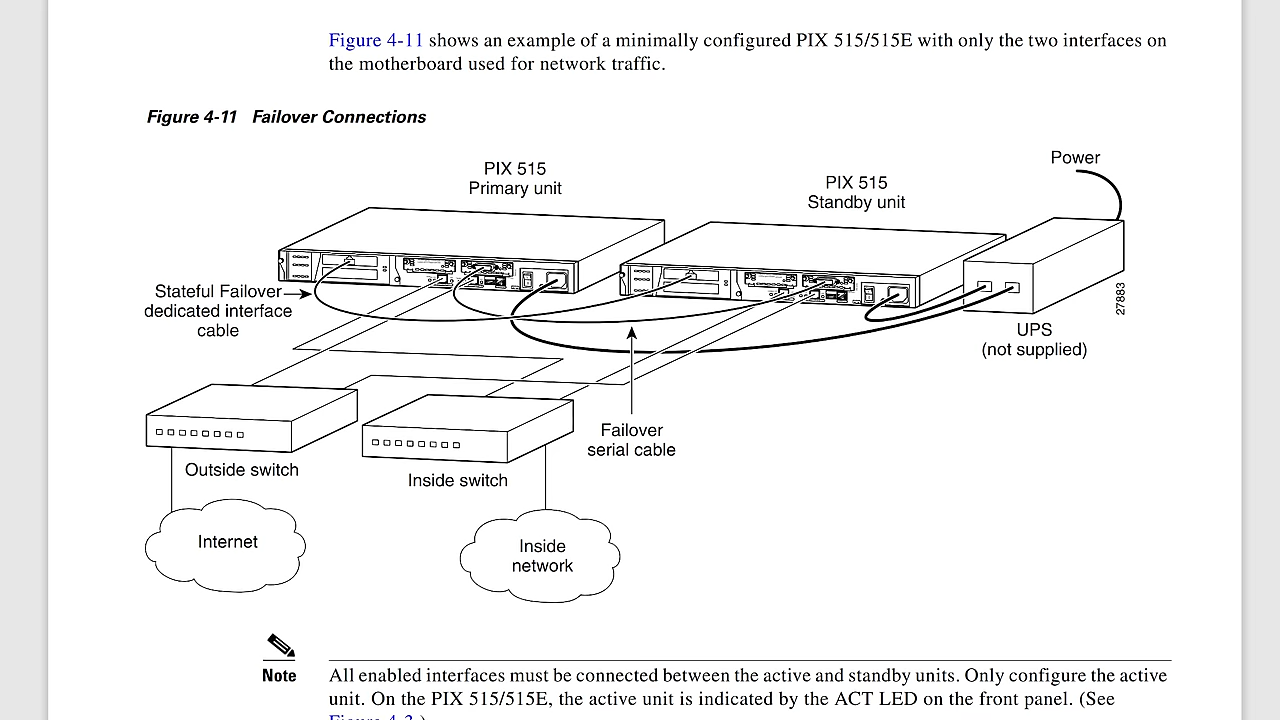 Figure 4-11 shows an example of a minimally configured PIX 515/515E with only the two interfaces on
the motherboard used for network traffic.
Figure 4-11 Failover Connections
PIX 515
Primary unit
PIX 515
Standby unit
Power
Stateful Failover
dedicated interface
cable
UPS
(not supplied)
27883
Failover
serial cable
Outside switch
Inside switch
Internet
Inside
network
Note
All enabled interfaces must be connected between the active and standby units. Only configure the active
unit. On the PIX 515/515E, the active unit is indicated by the ACT LED on the front panel. (See
Figure 4-3.)